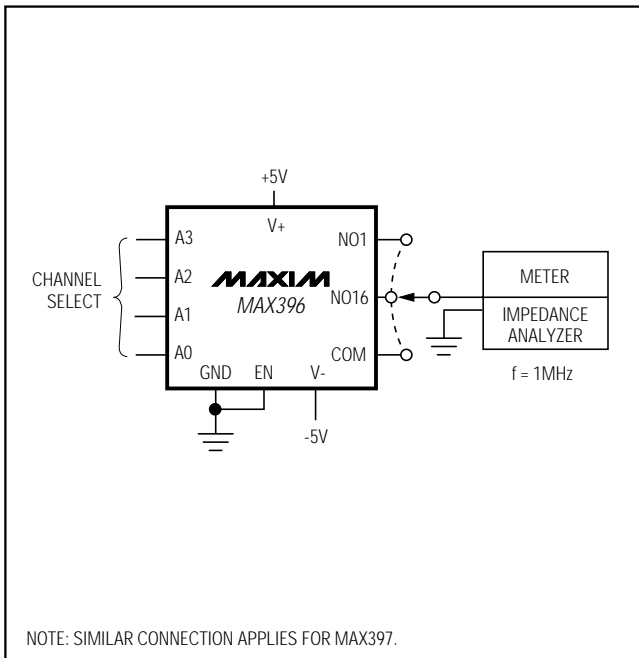 +5V
V+
A3
A2
A1
A0
CHANNEL
SELECT
MAXIM
MAX396
NO1
NO16
COM
GND
EN
V-
-5V
METER
IMPEDANCE
ANALYZER
f = 1MHz
NOTE: SIMILAR CONNECTION APPLIES FOR MAX397.